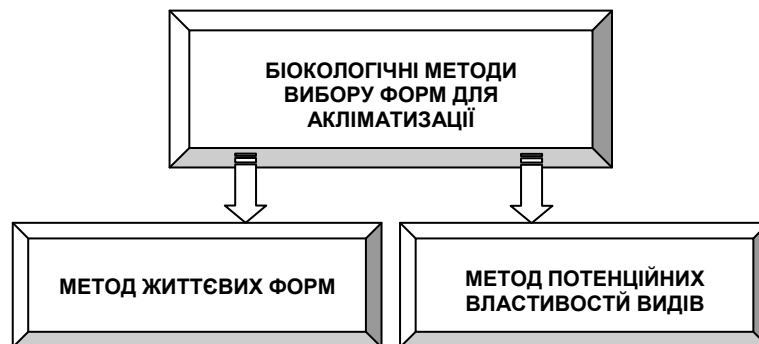 БІОКОЛОГІЧНІ МЕТОДИ
ВИБОРУ ФОРМ ДЛЯ
АКЛІМАТИЗАЦІЇ
МЕТОД ЖИТТЄВИХ ФОРМ
МЕТОД ПОТЕНЦІЙНИХ
ВЛАСТИВОСТЙ ВИДІВ